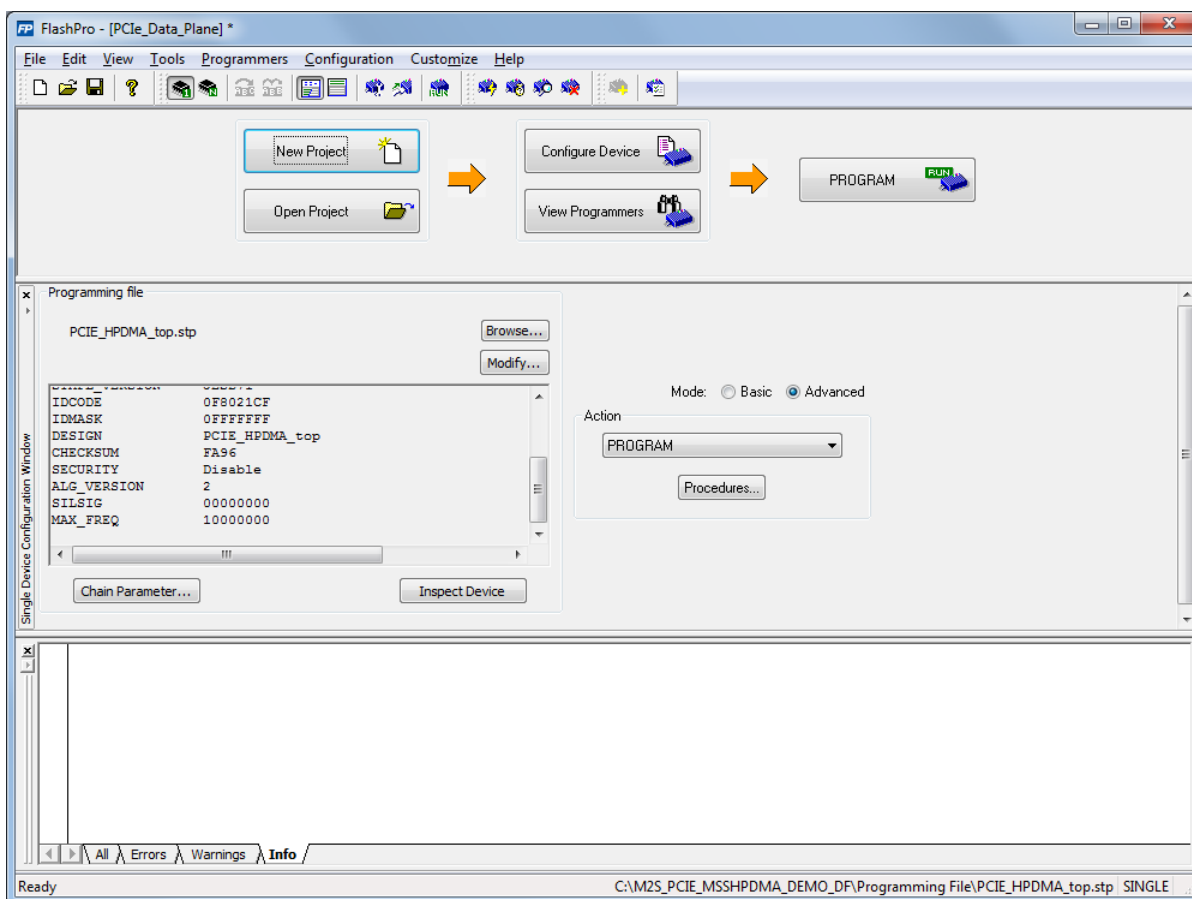 FlashPro - [PCIe_Data_Plane] *
File Edit View Tools Programmers Configuration Customize Help
New Project
Configure Device
PROGRAM
RUN
Open Project
View Programmers
Programming file
PCIE_HPDMA_top.stp
Browse...
Modify...
IDCODE 0F8021CF
IDMASK 0FFFFFFF
DESIGN PCIE_HPDMA_top
CHECKSUM FA96
SECURITY Disable
ALG_VERSION 2
SILSIG 00000000
MAX_FREQ 10000000
Chain Parameter...
Inspect Device
Mode: Basic Advanced
Action
PROGRAM
Procedures...
Single Device Configuration Window
All Errors Warnings Info
Ready C:\M2S_PCIE_MSSHPDMA_DEMO_DF\Programming File\PCIE_HPDMA_top.stp SINGLE